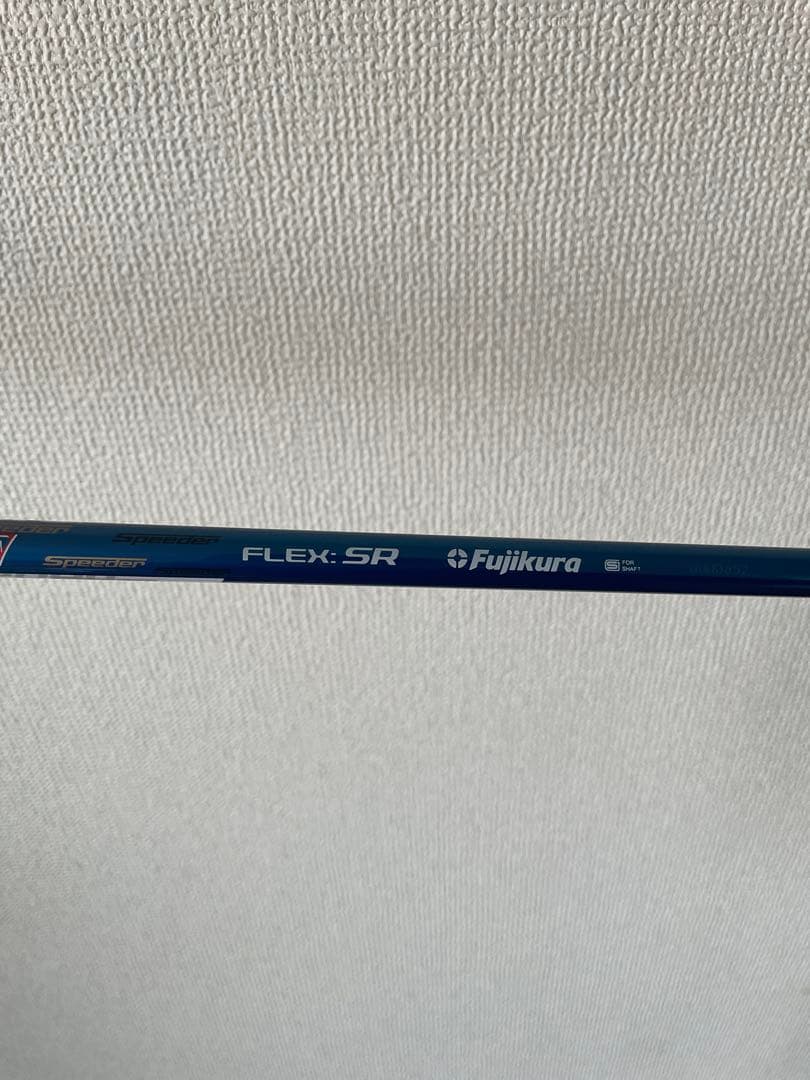 Speeder
Speeder
FLEX: SR
Fujikura
S FOR
SHAFT